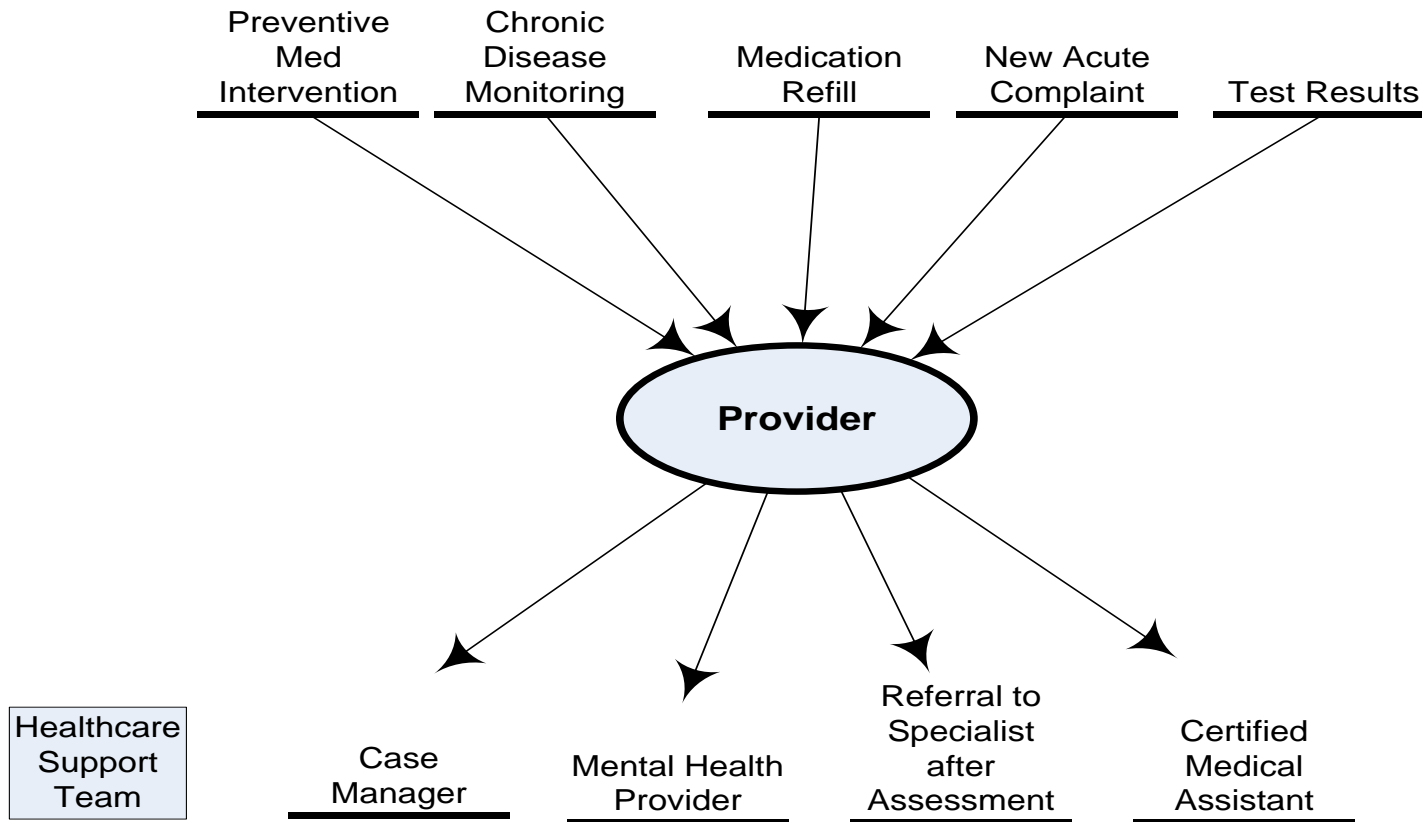 Preventive
Med
Intervention
Chronic
Disease
Monitoring
Medication
Refill
New Acute
Complaint
Test Results
Provider
Healthcare
Support
Team
Case
Manager
Mental Health
Provider
Referral to
Specialist
after
Assessment
Certified
Medical
Assistant